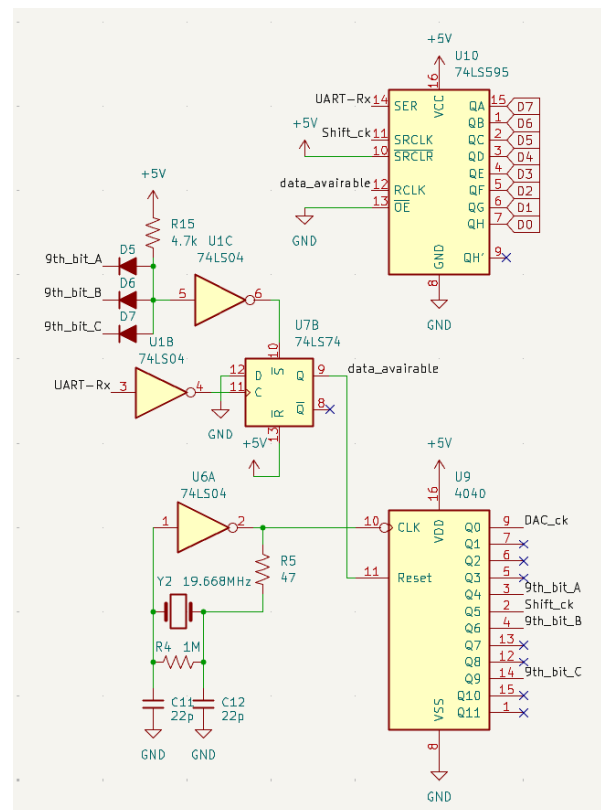 +5V
U10
74LS595
16
VCC
UART-Rx 14 SER QA 15 D7
QB 1 D6
Shift_ck 11 SRCLK QC 2 D5
+5V
10 SRCLR QD 3 D4
QE 4 D3
data_avairable 12 RCLK QF 5 D2
13 OE QG 6 D1
QH 7 D0
GND
QH' 9
GND
8
GND
+5V
R15
4.7k
U1C
74LS04
9th_bit_A D5
9th_bit_B D6
5 6
9th_bit_C D7
U1B
74LS04
U7B
74LS74
10
UART-Rx 3 4
12 D S Q 9 data_avairable
11 C
R Q 8
GND
13
+5V
U6A
74LS04
1 2
R5
47
Y2 19.668MHz
R4 1M
C11
22p
C12
22p
GND
GND
+5V
U9
4040
16
VDD
10 CLK Q0 9 DAC_ck
Q1 7
Q2 6
11 Reset Q3 5
Q4 3 9th_bit_A
Q5 2 Shift_ck
Q6 4 9th_bit_B
Q7 13
Q8 12
Q9 14 9th_bit_C
Q10 15
Q11 1
VSS
8
GND